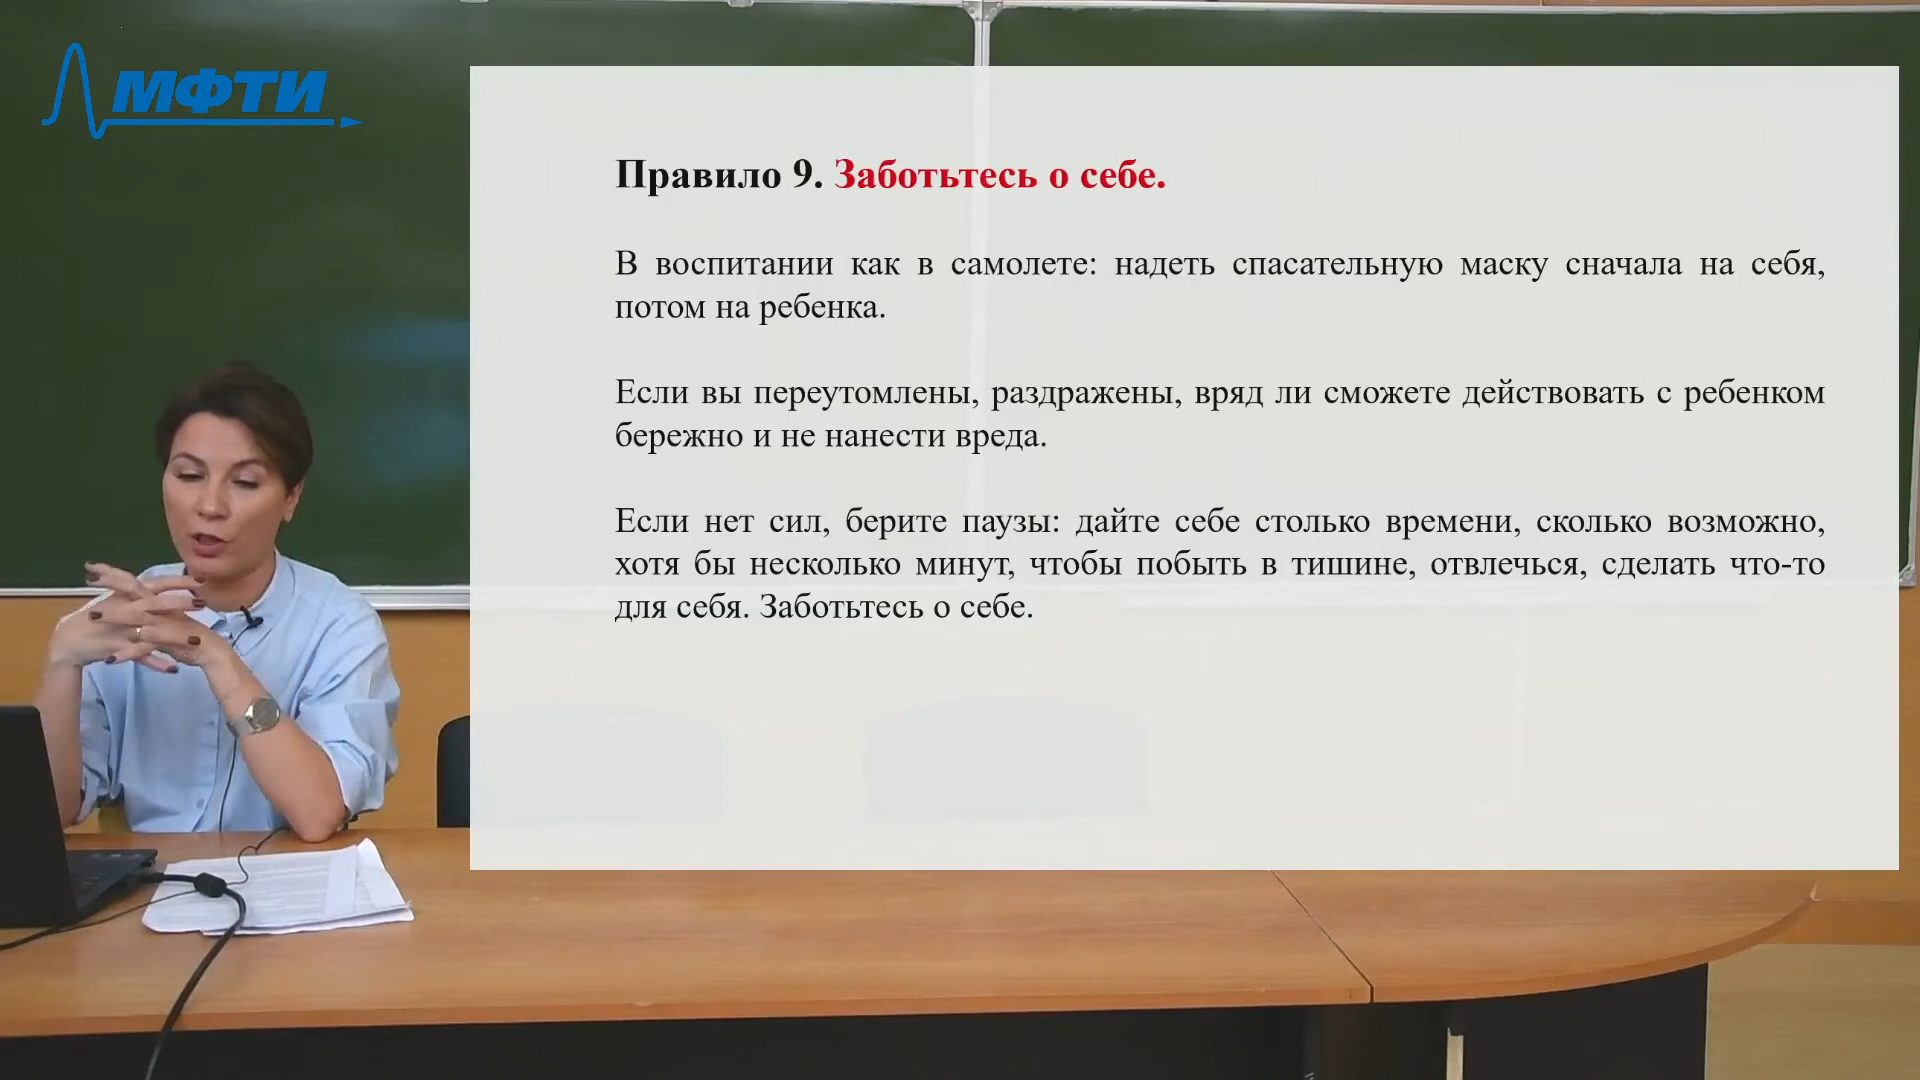 МФТИ
Правило 9. Заботьтесь о себе.
В воспитании как в самолете: надеть спасательную маску сначала на себя,
потом на ребенка.
Если вы переутомлены, раздражены, вряд ли сможете действовать с ребенком
бережно и не нанести вреда.
Если нет сил, берите паузы: дайте себе столько времени, сколько возможно,
хотя бы несколько минут, чтобы побыть в тишине, отвлечься, сделать что-то
для себя. Заботьтесь о себе.